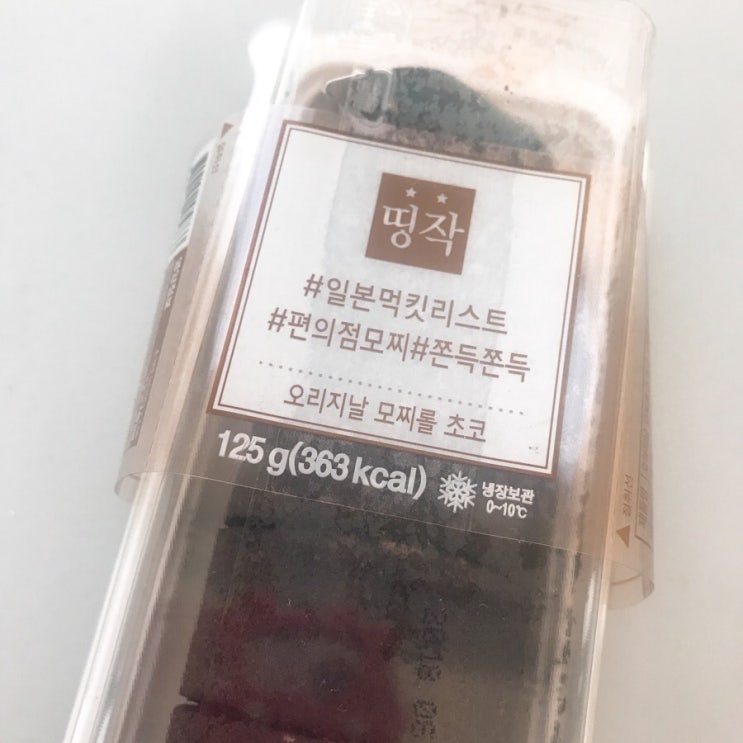 띵작
#일본먹킷리스트
#편의점모찌#쫀득쫀득
오리지날 모찌롤 초코
125 g(363 kcal)
냉장보관
0~10℃